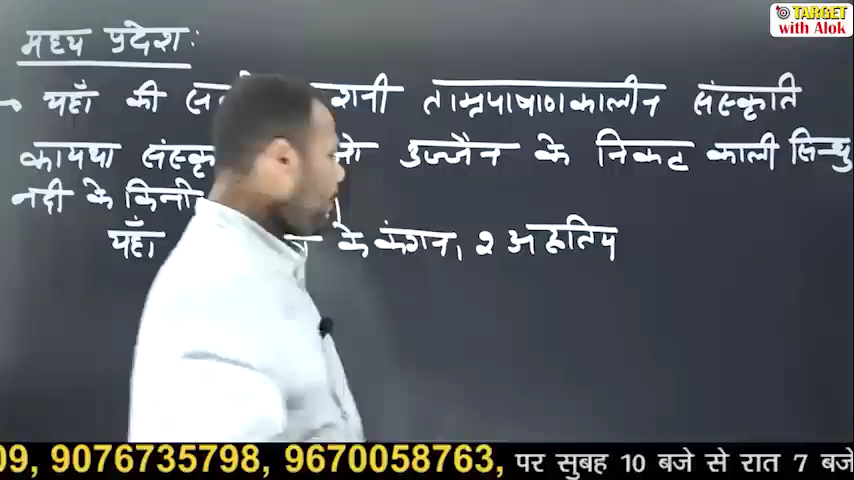 TARGET
with Alok
मध्य प्रदेश:
→ यहाँ की ताम्रपाषाणकालीन संस्कृति
कायथा उज्जैन के निकट काली सिन्धु
नदी के
यहाँ के कंगन, 2 अद्वितिय
09, 9076735798, 9670058763, पर सुबह 10 बजे से रात 7 बजे